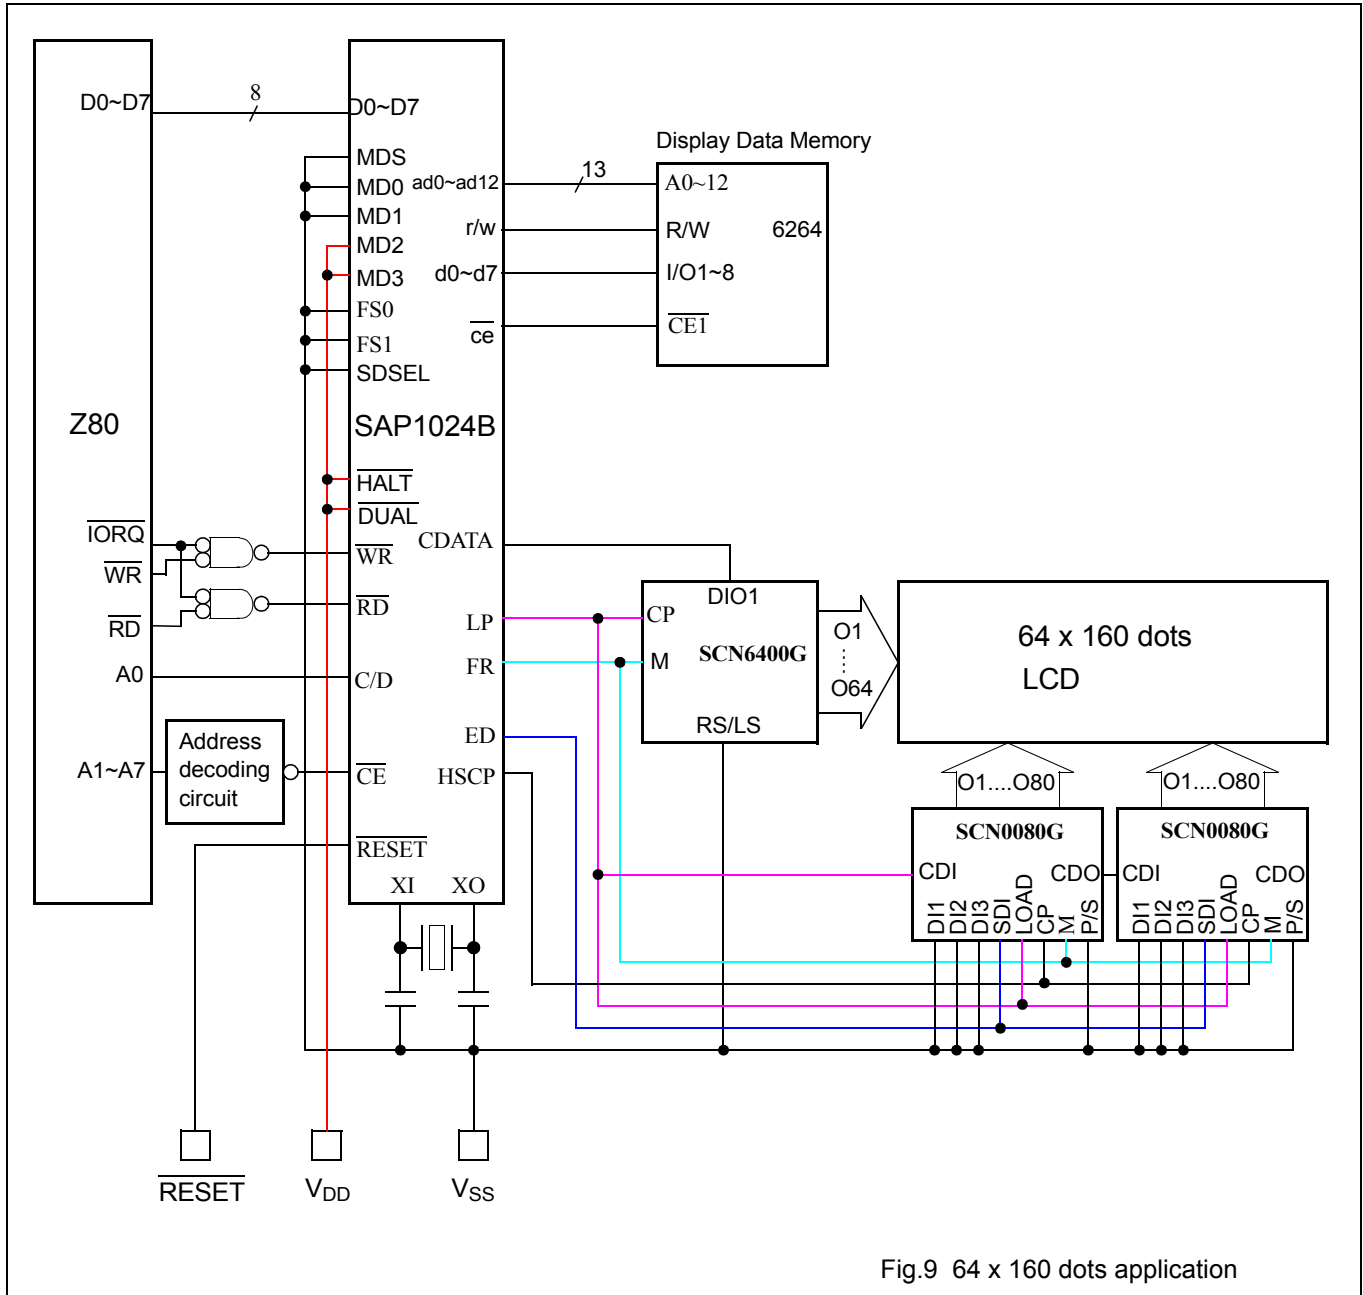 D0~D7
8
D0~D7
MDS
MD0
MD1
MD2
MD3
FS0
FS1
SDSEL
ad0~ad12
r/w
d0~d7
ce
13
Display Data Memory
A0~12
R/W
6264
I/O1~8
CE1
Z80
SAP1024B
HALT
DUAL
IORQ
WR
RD
A0
A1~A7
Address
decoding
circuit
WR
RD
C/D
CE
RESET
XI
XO
CDATA
LP
FR
ED
HSCP
DIO1
CP
SCN6400G
M
RS/LS
O1
O64
64 x 160 dots
LCD
O1....O80
O1....O80
SCN0080G
CDI
CDO
DI1
DI2
DI3
SDI
LOAD
CP
M
P/S
SCN0080G
CDI
CDO
DI1
DI2
DI3
SDI
LOAD
CP
M
P/S
RESET
VDD
VSS
Fig.9 64 x 160 dots application